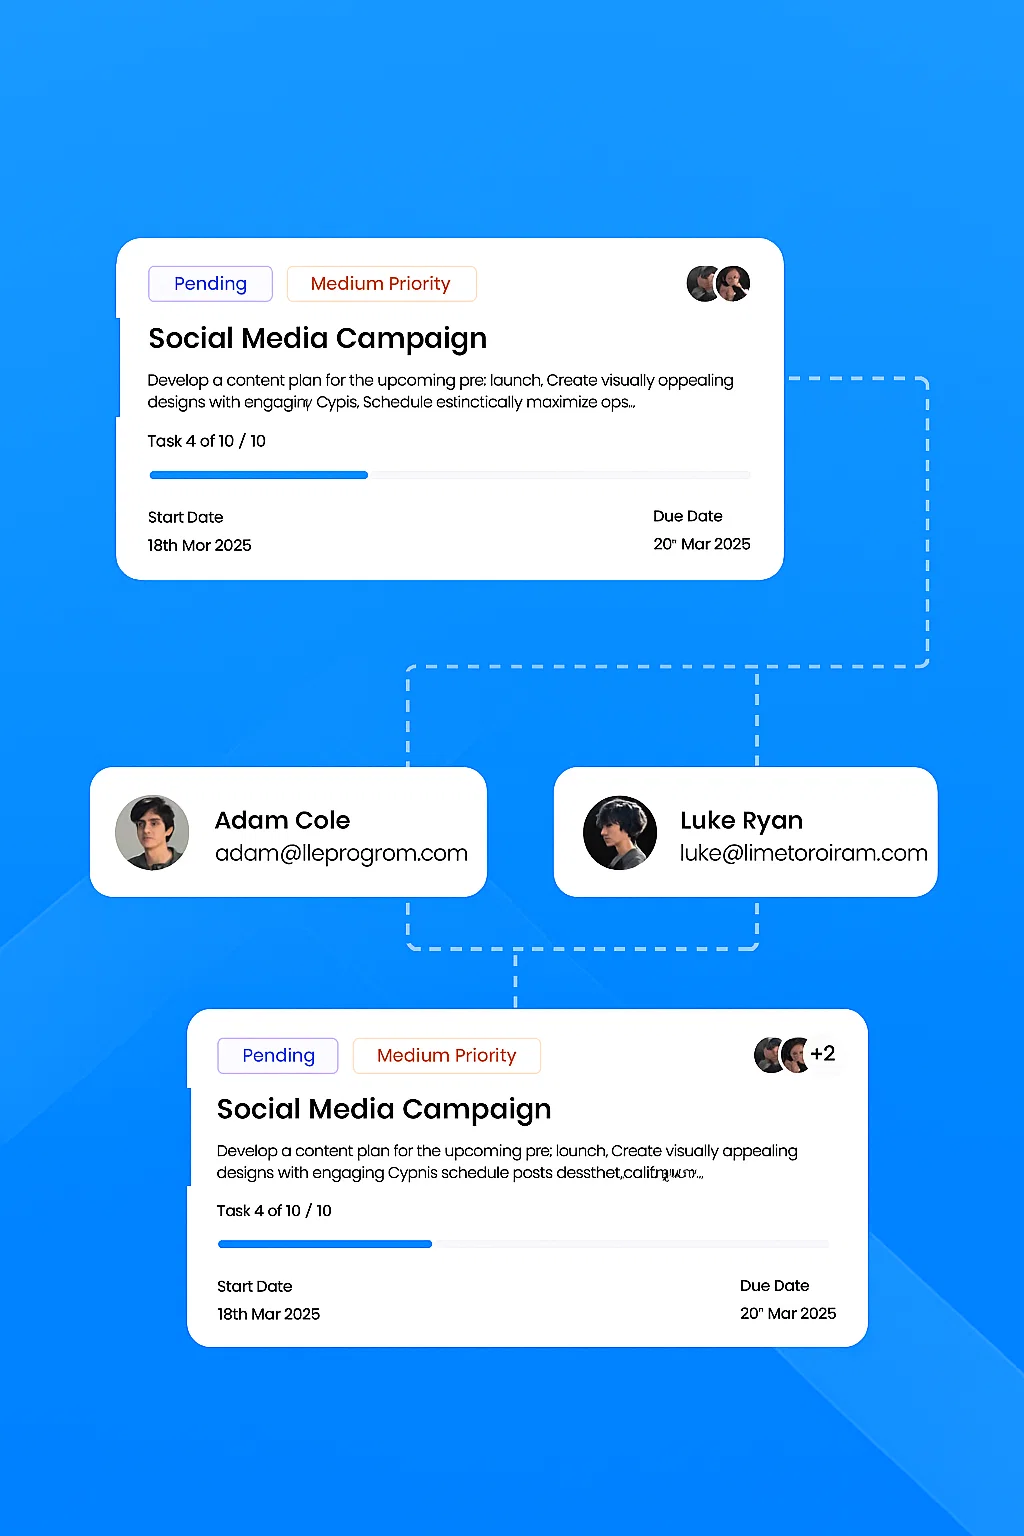 Pending
Medium Priority
Social Media Campaign
Develop a content plan for the upcoming pre: launch, Create visually oppealing
designs with engaginy Cypis, Schedule estinctically maximize ops...
Task 4 of 10 / 10
Start Date
Due Date
18th Mor 2025
20ⁿ Mar 2025
Adam Cole
adam@lleprogrom.com
Luke Ryan
luke@limetoroiram.com
Pending
Medium Priority
+2
Social Media Campaign
Develop a content plan for the upcoming pre: lounch, Create visually appealing
designs with engaging Cypnis schedule posts dessthet,
Task 4 of 10 / 10
Start Date
Due Date
18th Mar 2025
20ⁿ Mar 2025